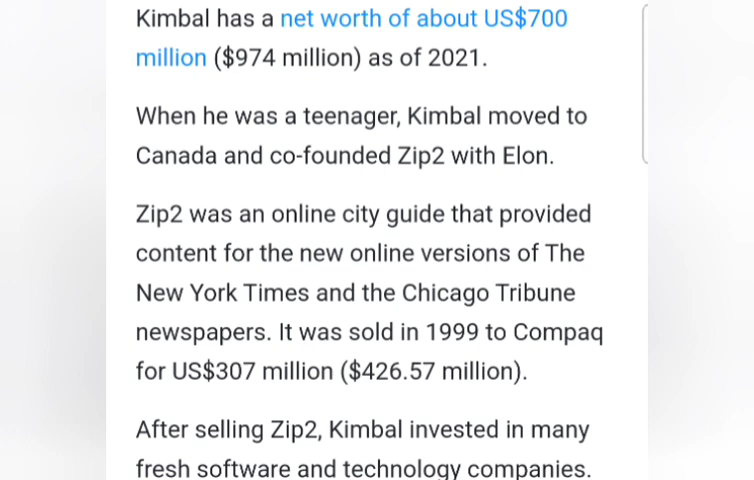 Kimbal has a net worth of about US$700
million ($974 million) as of 2021.
When he was a teenager, Kimbal moved to
Canada and co-founded Zip2 with Elon.
Zip2 was an online city guide that provided
content for the new online versions of The
New York Times and the Chicago Tribune
newspapers. It was sold in 1999 to Compaq
for US$307 million ($426.57 million).
After selling Zip2, Kimbal invested in many
fresh software and technology companies.